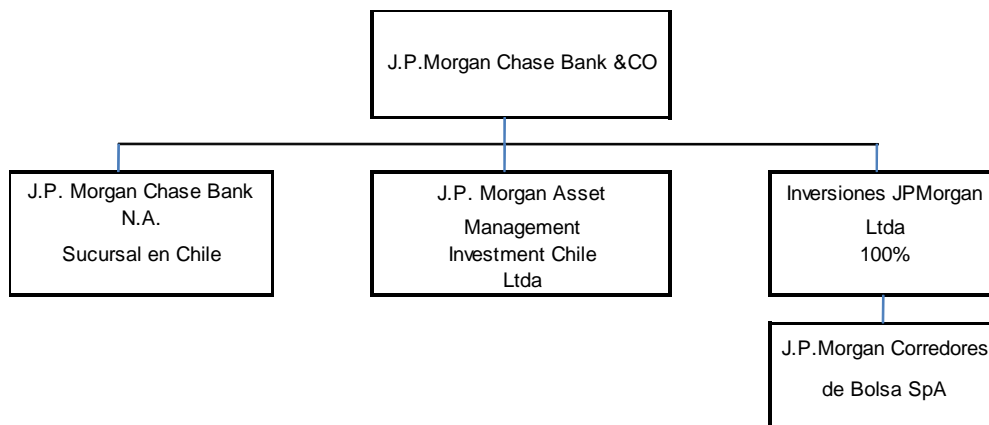 J.P.Morgan Chase Bank &CO
J.P. Morgan Chase Bank
N.A.
Sucursal en Chile
J.P. Morgan Asset
Management
Investment Chile
Ltda
Inversiones JPMorgan
Ltda
100%
J.P.Morgan Corredores
de Bolsa SpA